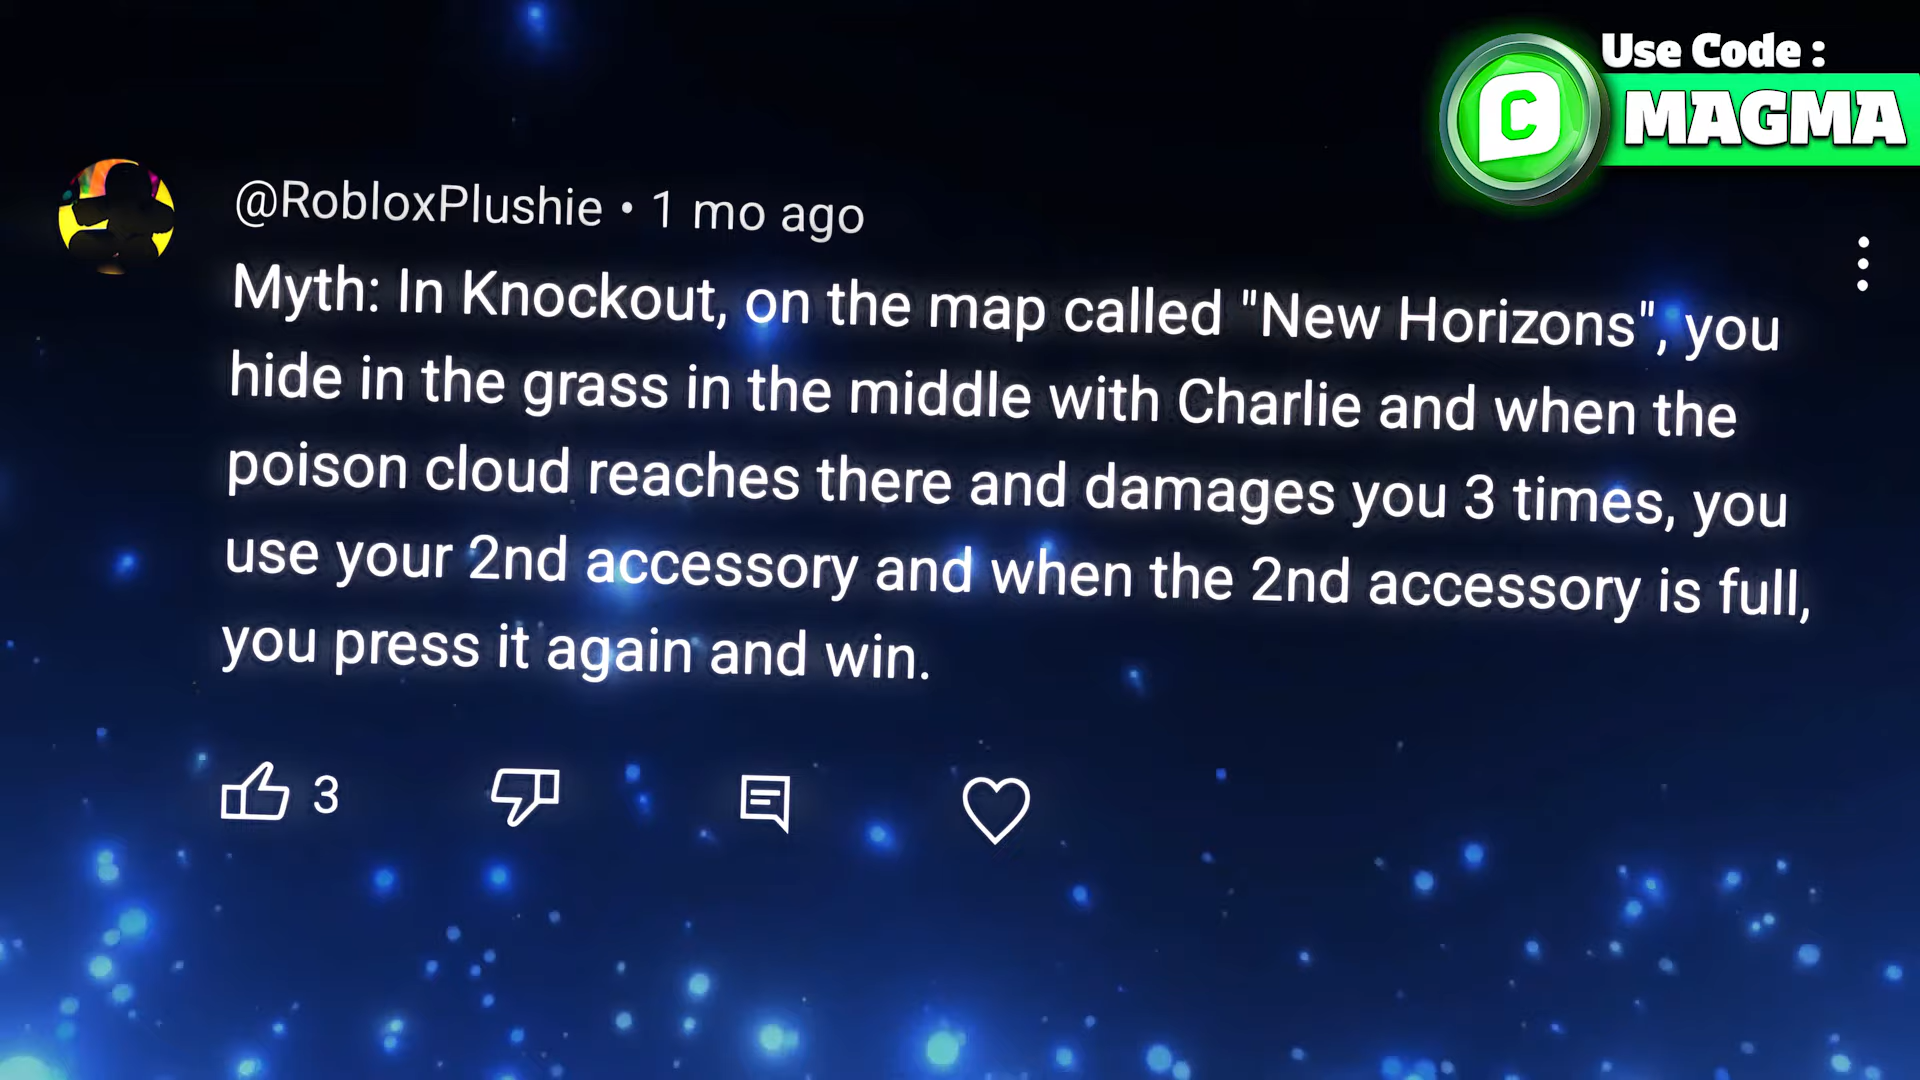 Use Code :
C
MAGMA
@RobloxPlushie • 1 mo ago
Myth: In Knockout, on the map called "New Horizons", you
hide in the grass in the middle with Charlie and when the
poison cloud reaches there and damages you 3 times, you
use your 2nd accessory and when the 2nd accessory is full,
you press it again and win.
3